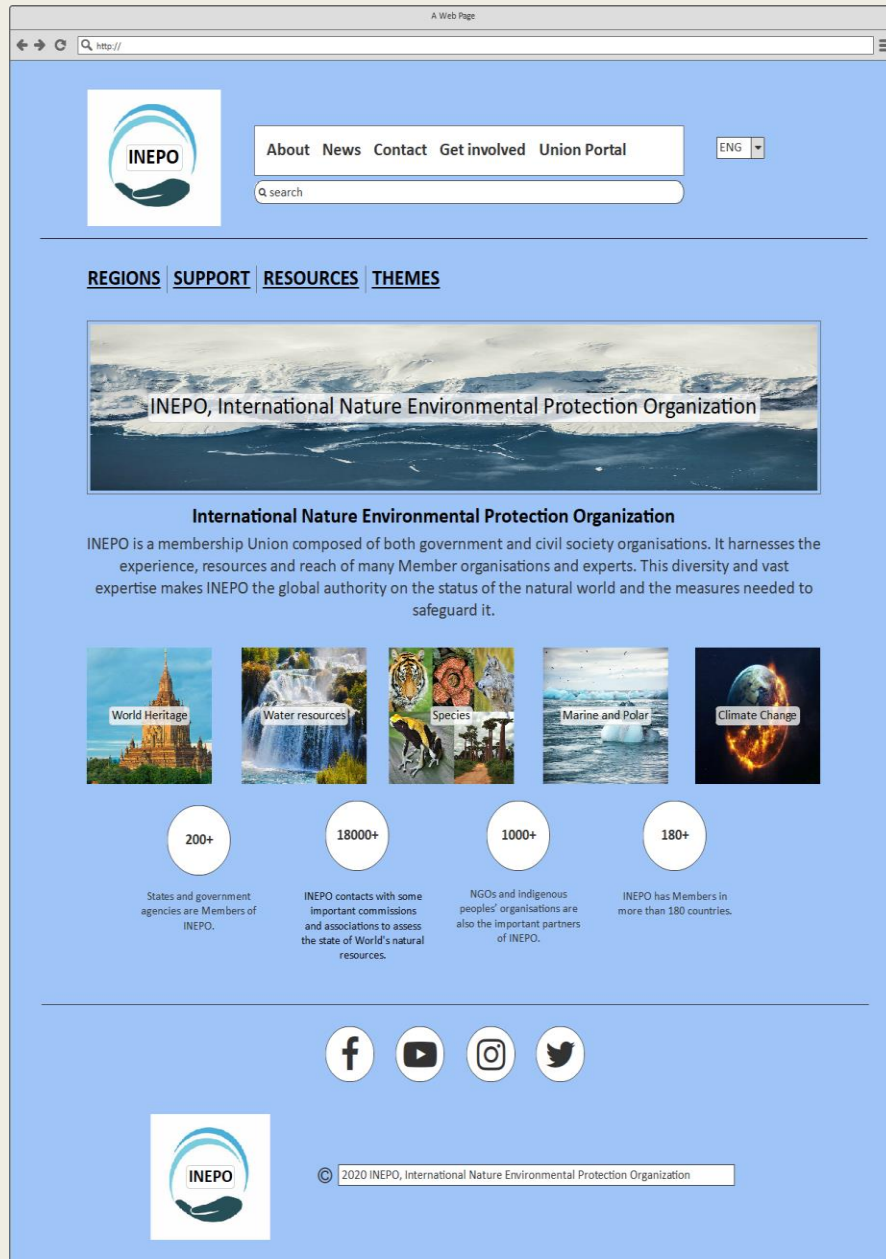 A Web Page
http://
INEPO
About News Contact Get involved Union Portal
ENG
search
REGIONS SUPPORT RESOURCES THEMES
INEPO, International Nature Environmental Protection Organization
International Nature Environmental Protection Organization
INEPO is a membership Union composed of both government and civil society organisations. It harnesses the
experience, resources and reach of many Member organisations and experts. This diversity and vast
expertise makes INEPO the global authority on the status of the natural world and the measures needed to
safeguard it.
World Heritage
Water resources
Species
Marine and Polar
Climate Change
200+
18000+
1000+
180+
States and government
agencies are Members of
INEPO.
INEPO contacts with some
important commissions
and associations to assess
the state of World's natural
resources.
NGOs and indigenous
peoples' organisations are
also the important partners
of INEPO.
INEPO has Members in
more than 180 countries.
INEPO
© 2020 INEPO, International Nature Environmental Protection Organization